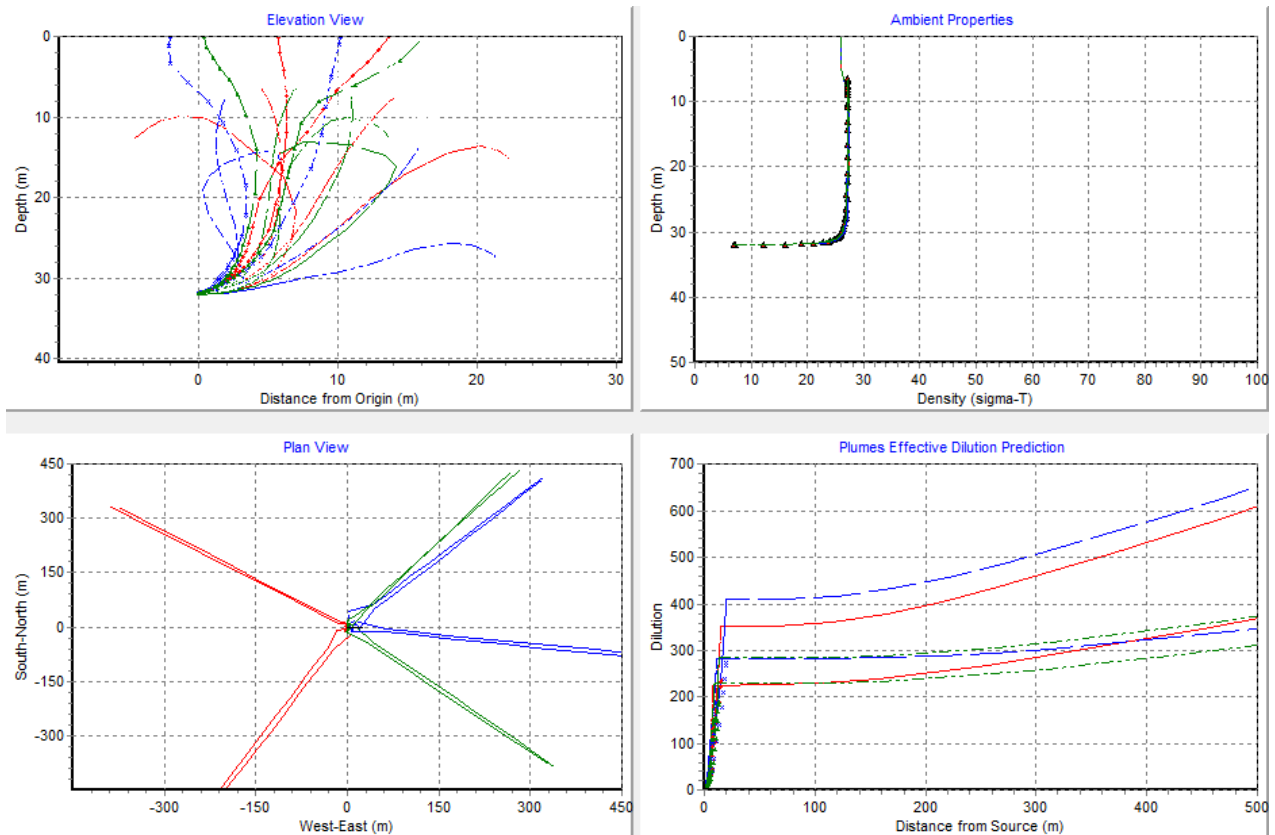 Elevation View
0
10
20
30
40
Depth (m)
0 10 20 30
Distance from Origin (m)
Ambient Properties
0
10
20
30
40
50
Depth (m)
0 10 20 30 40 50 60 70 80 90 100
Density (sigma-T)
Plan View
450
300
150
0
-150
-300
South-North (m)
-300 -150 0 150 300 450
West-East (m)
Plumes Effective Dilution Prediction
700
600
500
400
300
200
100
0
Dilution
0 100 200 300 400 500
Distance from Source (m)